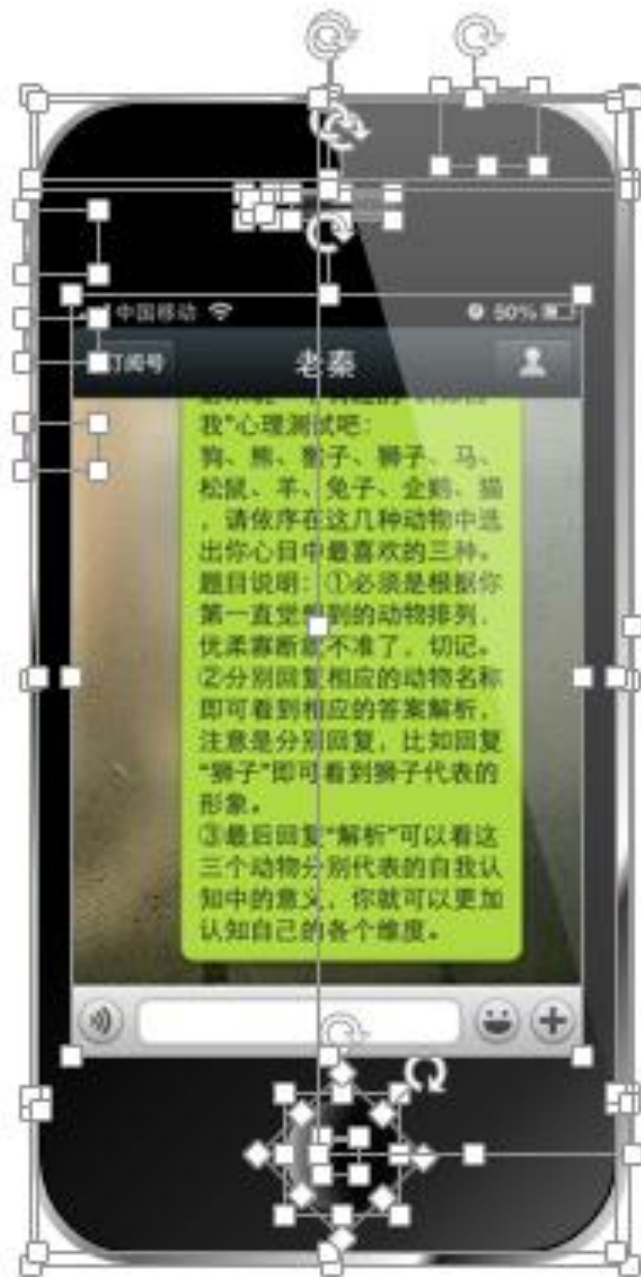 中国移动 50%
订阅号 老秦
我”心理测试吧：
狗、熊、猴子、狮子、马、
松鼠、羊、兔子、企鹅、猫
，请依序在这几种动物中选
出你心目中最喜欢的三种。
题目说明：①必须是根据你
第一直觉想到的动物排列，
优柔寡断就不准了，切记。
②分别回复相应的动物名称
即可看到相应的答案解析，
注意是分别回复，比如回复
“狮子”即可看到狮子代表的
形象。
③最后回复“解析”可以看这
三个动物分别代表的自我认
知中的意义，你就可以更加
认知自己的各个维度。